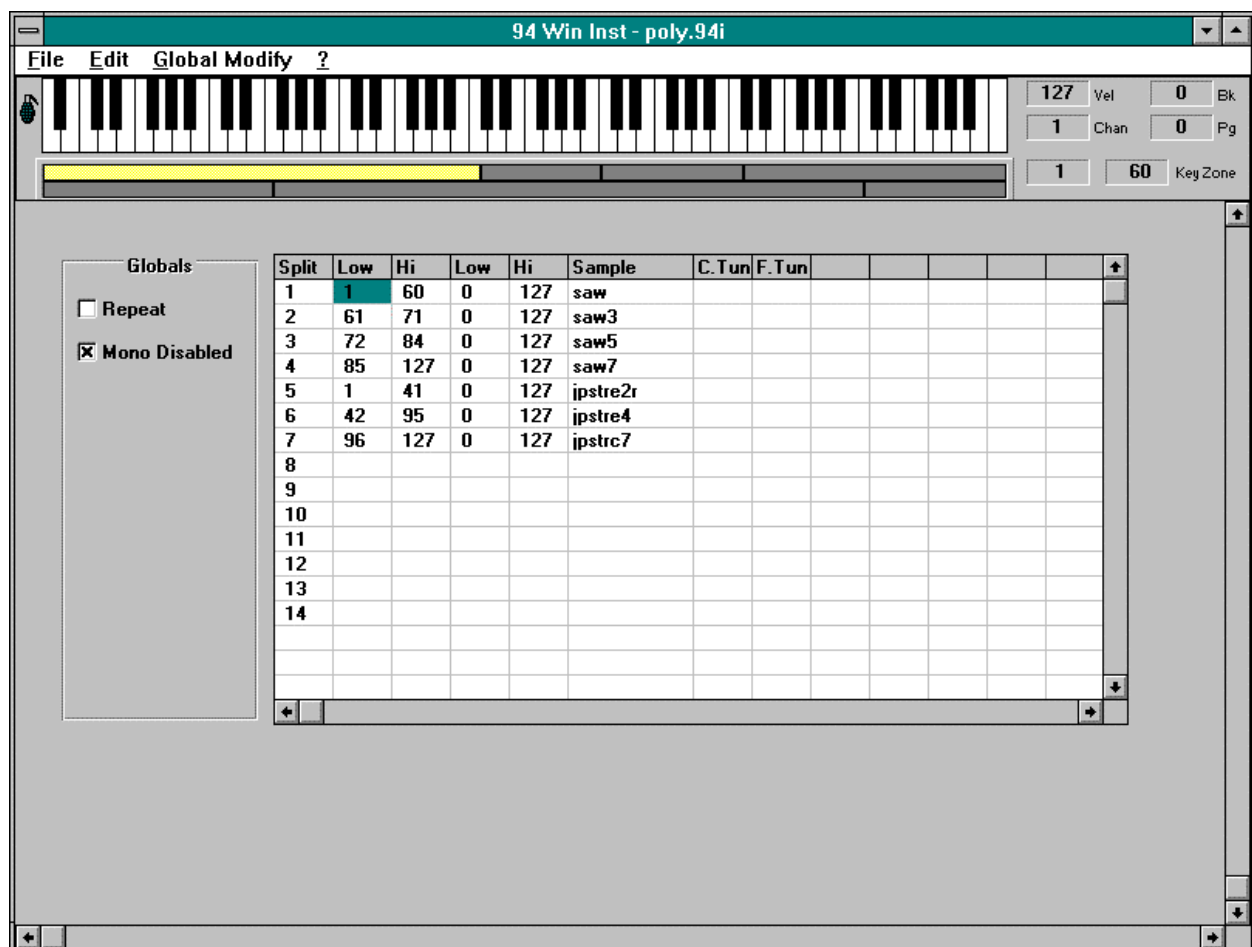 94 Win Inst - poly.94i
File Edit Global Modify ?
127 Vel 0 Bk
1 Chan 0 Pg
1 60 Key Zone
Globals
Repeat
Mono Disabled
Split Low Hi Low Hi Sample C.Tun F.Tun
1 1 60 0 127 saw
2 61 71 0 127 saw3
3 72 84 0 127 saw5
4 85 127 0 127 saw7
5 1 41 0 127 jpstre2r
6 42 95 0 127 jpstre4
7 96 127 0 127 jpstrc7
8
9
10
11
12
13
14